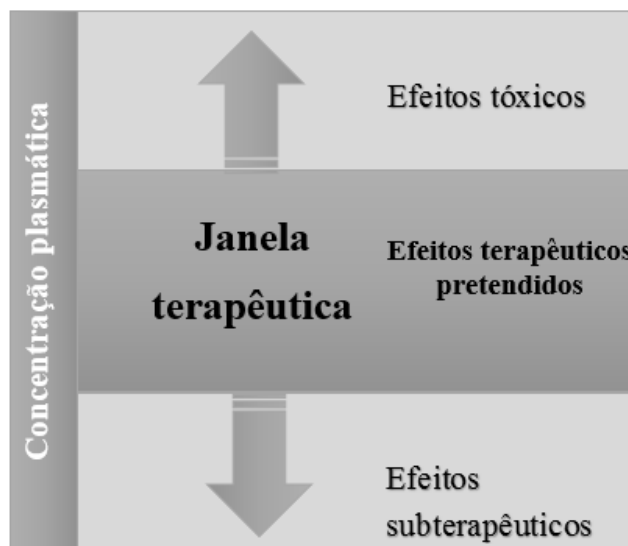 Concentração plasmática
Efeitos tóxicos
Janela
terapêutica
Efeitos terapêuticos
pretendidos
Efeitos
subterapêuticos